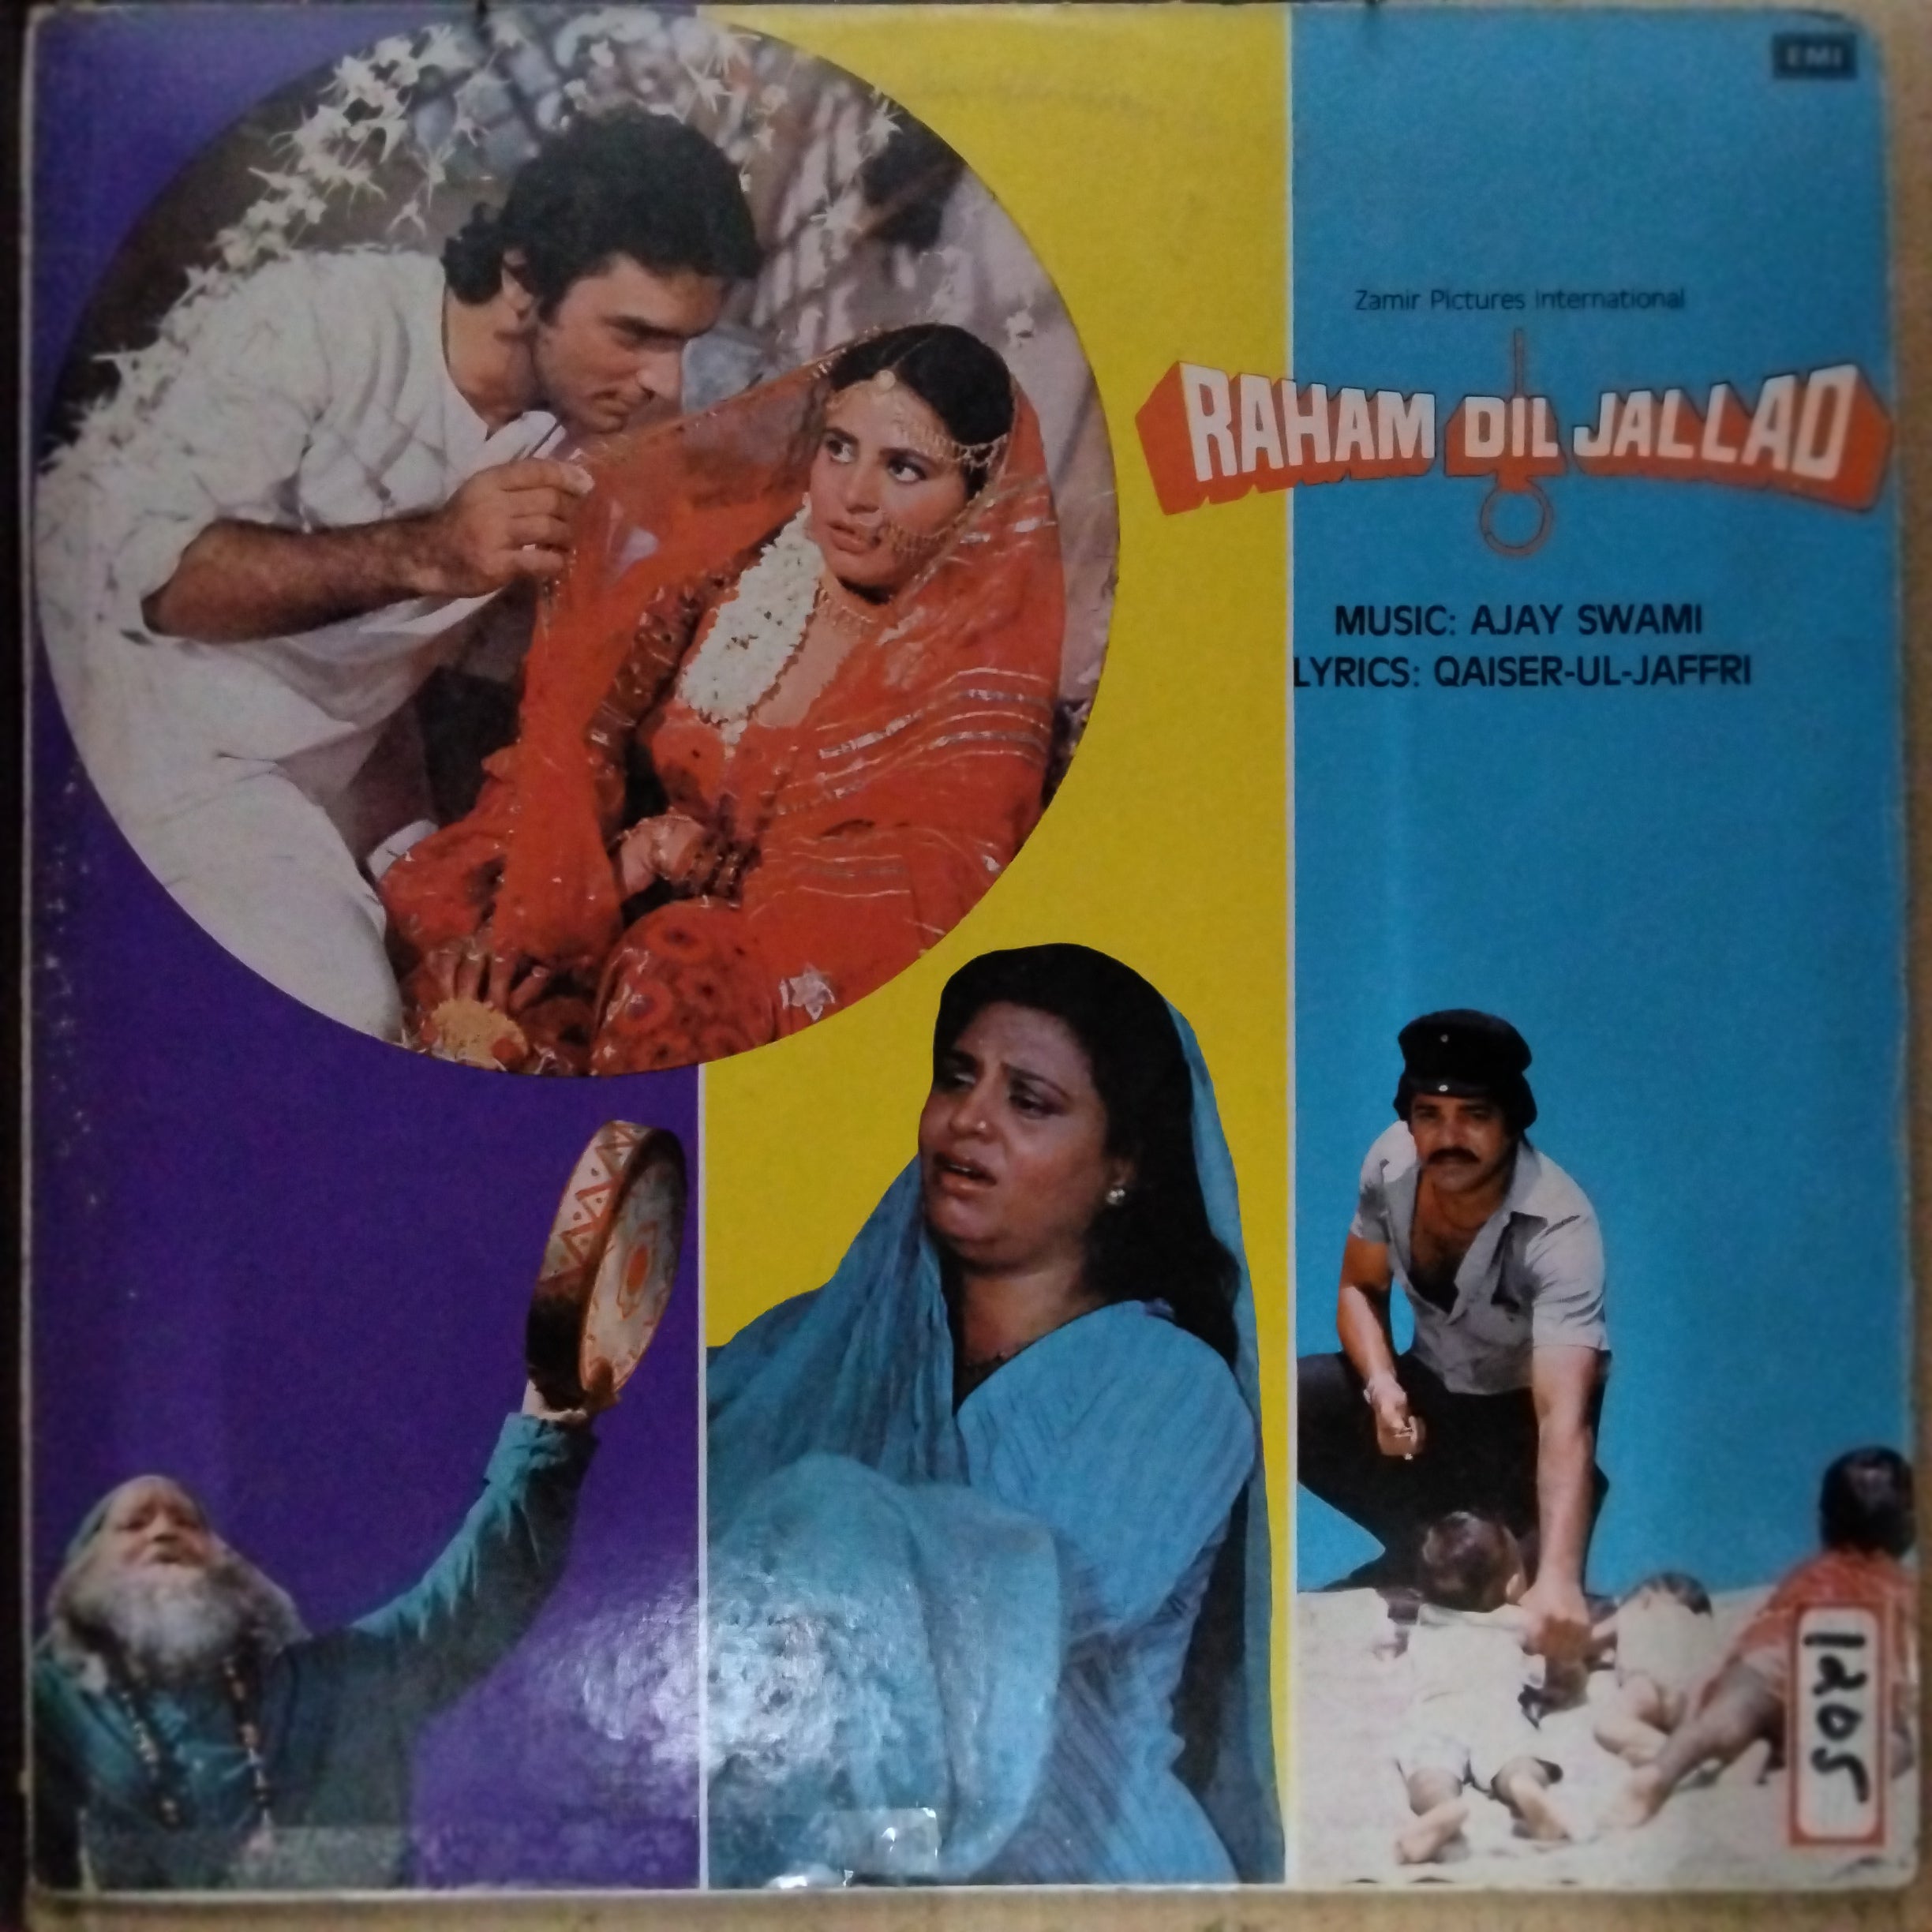 EMI
Zamir Pictures International
RAHAM DIL JALLAD
MUSIC: AJAY SWAMI
LYRICS: QAISER-UL-JAFFRI
1205